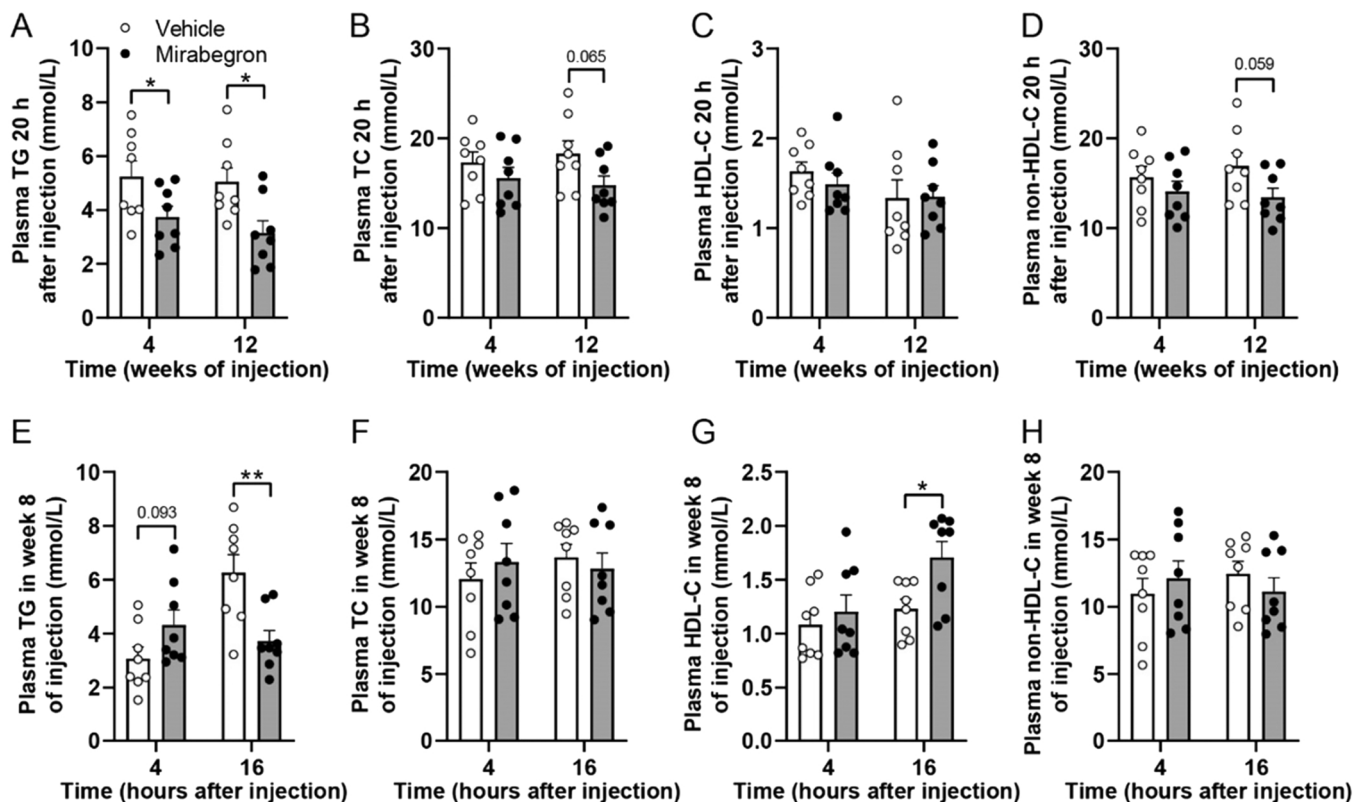 A
Vehicle
Mirabegron
Plasma TG 20 h
after injection (mmol/L)
10
8
6
4
2
0
*
*
4
12
Time (weeks of injection)
B
Plasma TC 20 h
after injection (mmol/L)
30
20
10
0
0.065
4
12
Time (weeks of injection)
C
Plasma HDL-C 20 h
after injection (mmol/L)
3
2
1
0
4
12
Time (weeks of injection)
D
Plasma non-HDL-C 20 h
after injection (mmol/L)
30
20
10
0
0.059
4
12
Time (weeks of injection)
E
Plasma TG in week 8
of injection (mmol/L)
10
8
6
4
2
0
0.093
**
4
16
Time (hours after injection)
F
Plasma TC in week 8
of injection (mmol/L)
20
15
10
5
0
4
16
Time (hours after injection)
G
Plasma HDL-C in week 8
of injection (mmol/L)
2.5
2.0
1.5
1.0
0.5
0.0
*
4
16
Time (hours after injection)
H
Plasma non-HDL-C in week 8
of injection (mmol/L)
20
15
10
5
0
4
16
Time (hours after injection)